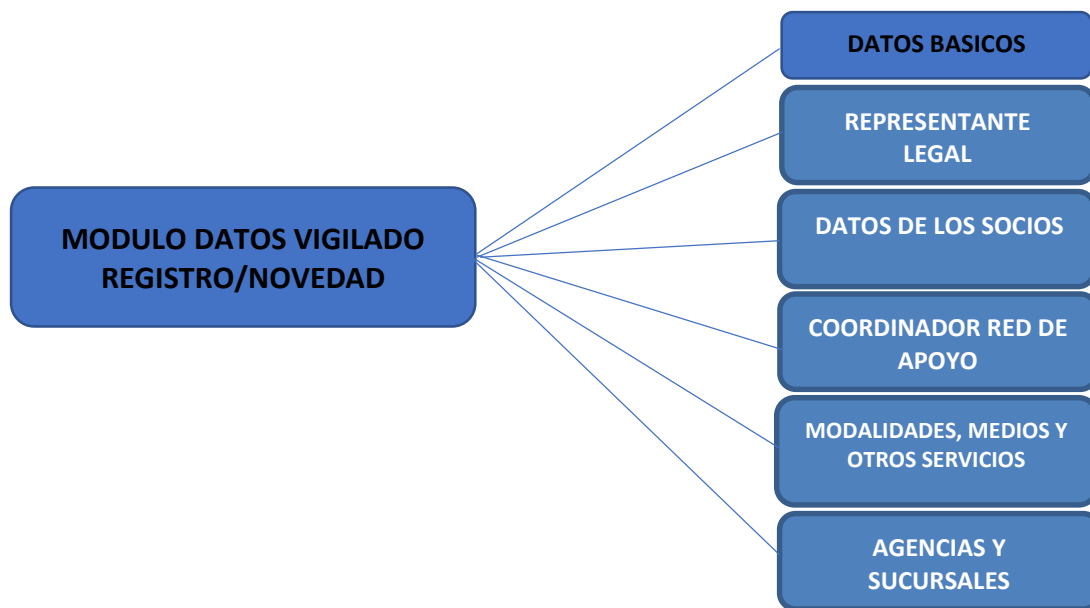 DATOS BASICOS
REPRESENTANTE
LEGAL
MODULO DATOS VIGILADO
REGISTRO/NOVEDAD
DATOS DE LOS SOCIOS
COORDINADOR RED DE
APOYO
MODALIDADES, MEDIOS Y
OTROS SERVICIOS
AGENCIAS Y
SUCURSALES